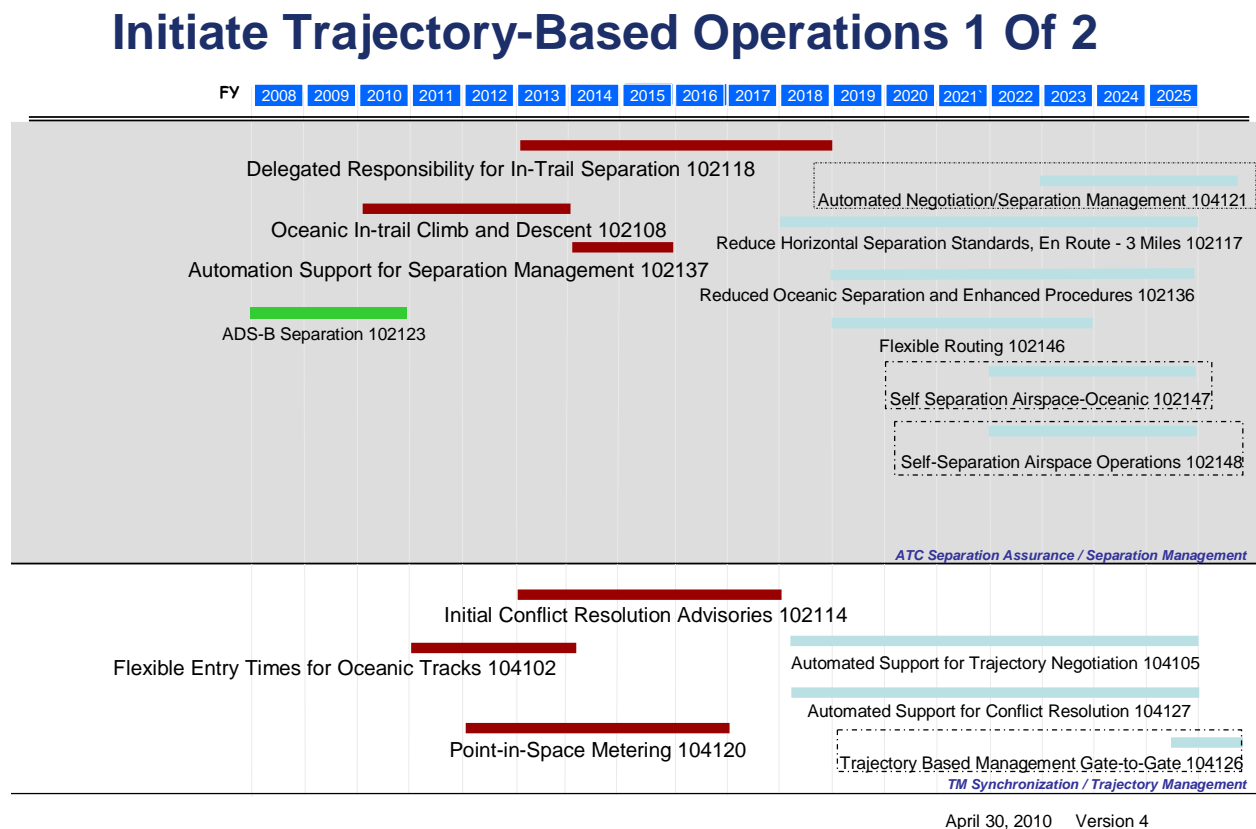 Initiate Trajectory-Based Operations 1 Of 2
FY 2008 2009 2010 2011 2012 2013 2014 2015 2016 2017 2018 2019 2020 2021` 2022 2023 2024 2025
Delegated Responsibility for In-Trail Separation 102118
Automated Negotiation/Separation Management 104121
Oceanic In-trail Climb and Descent 102108
Reduce Horizontal Separation Standards, En Route - 3 Miles 102117
Automation Support for Separation Management 102137
Reduced Oceanic Separation and Enhanced Procedures 102136
ADS-B Separation 102123
Flexible Routing 102146
Self Separation Airspace-Oceanic 102147
Self-Separation Airspace Operations 102148
ATC Separation Assurance / Separation Management
Initial Conflict Resolution Advisories 102114
Flexible Entry Times for Oceanic Tracks 104102
Automated Support for Trajectory Negotiation 104105
Automated Support for Conflict Resolution 104127
Point-in-Space Metering 104120
Trajectory Based Management Gate-to-Gate 104126
TM Synchronization / Trajectory Management
April 30, 2010 Version 4